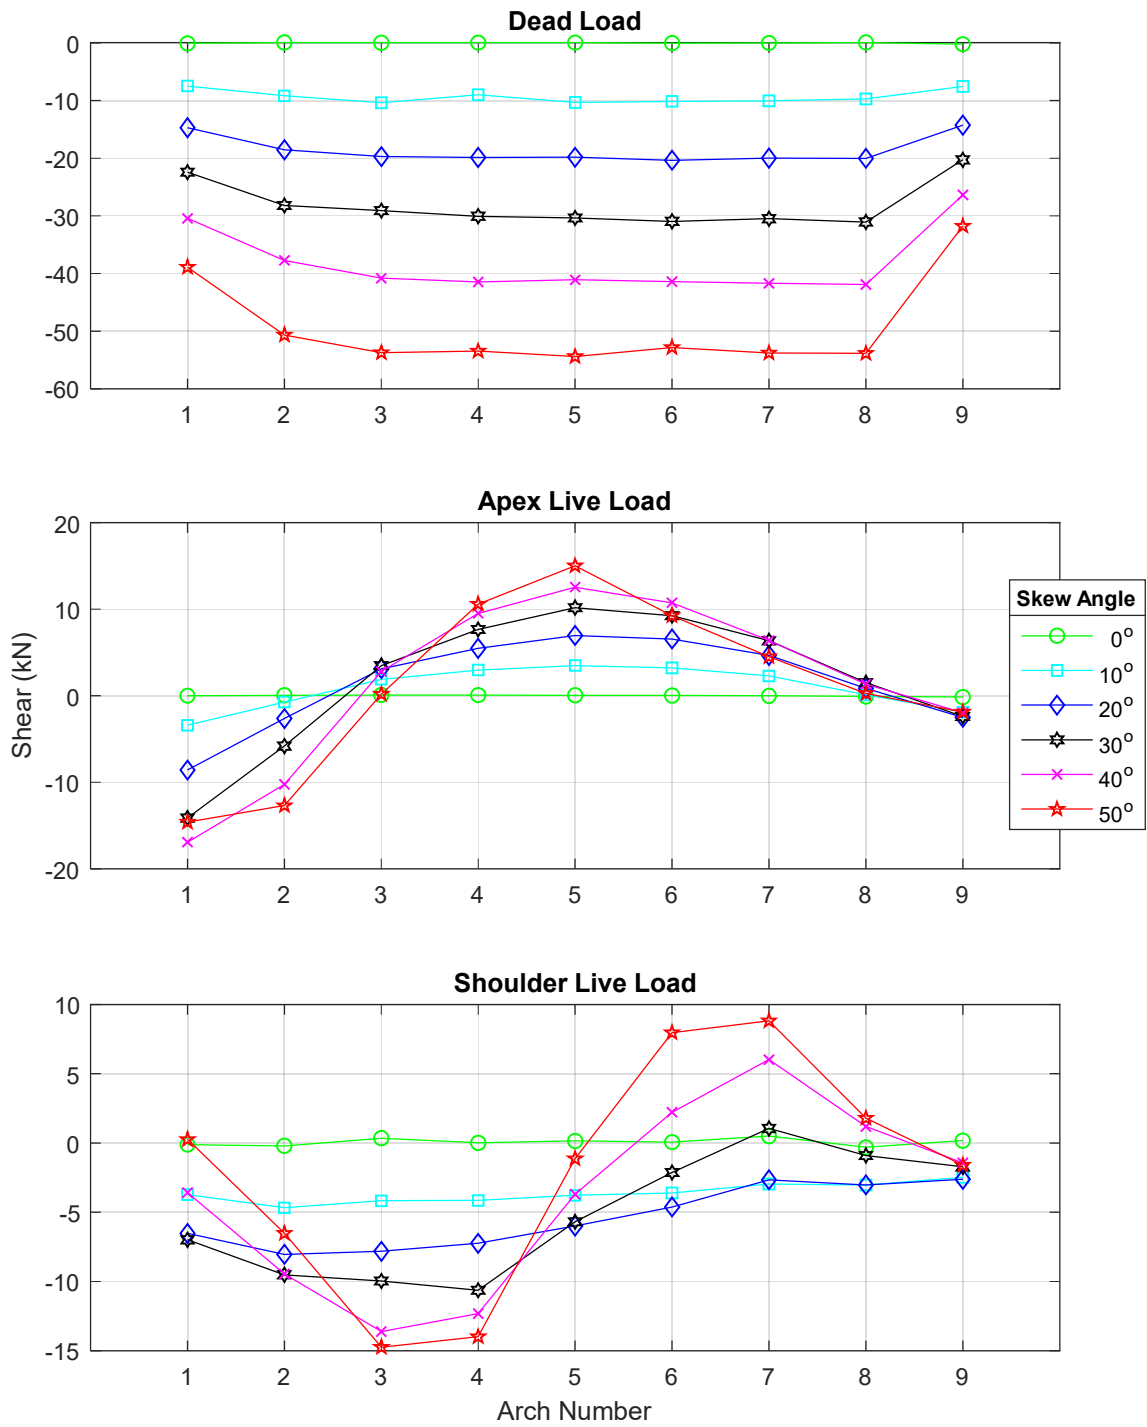 Dead Load
0
-10
-20
-30
-40
-50
-60
1 2 3 4 5 6 7 8 9
Apex Live Load
20
10
0
-10
-20
1 2 3 4 5 6 7 8 9
Shear (kN)
Skew Angle
0°
10°
20°
30°
40°
50°
Shoulder Live Load
10
5
0
-5
-10
-15
1 2 3 4 5 6 7 8 9
Arch Number